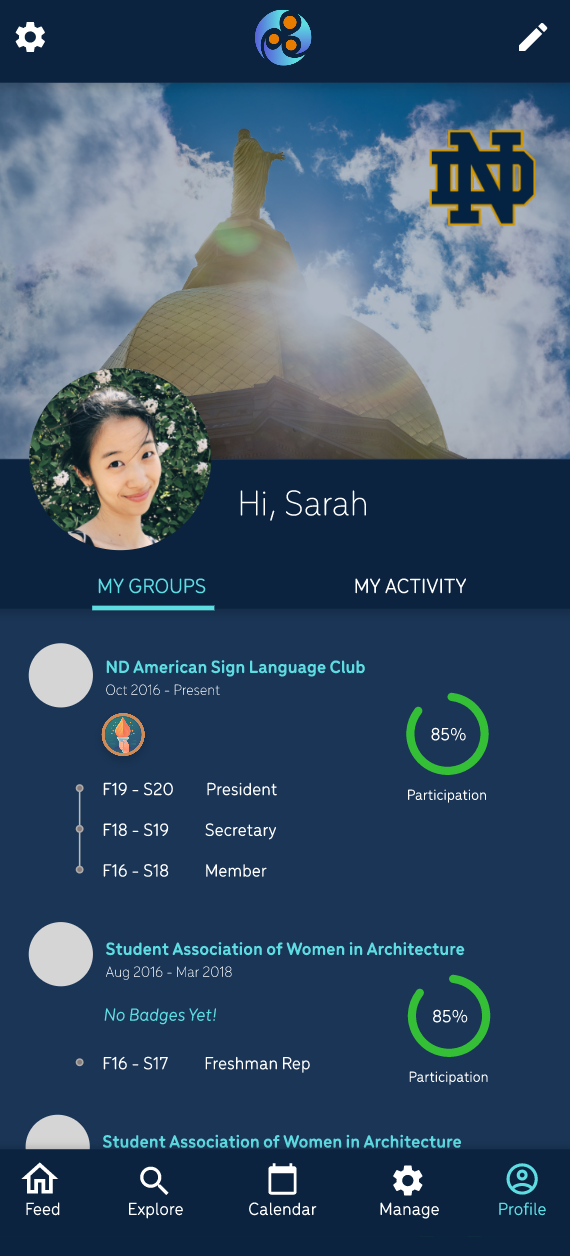 ND
Hi, Sarah
MY GROUPS MY ACTIVITY
ND American Sign Language Club
Oct 2016 - Present
85%
Participation
F19 - S20 President
F18 - S19 Secretary
F16 - S18 Member
Student Association of Women in Architecture
Aug 2016 - Mar 2018
No Badges Yet!
85%
Participation
F16 - S17 Freshman Rep
Student Association of Women in Architecture
Feed Explore Calendar Manage Profile